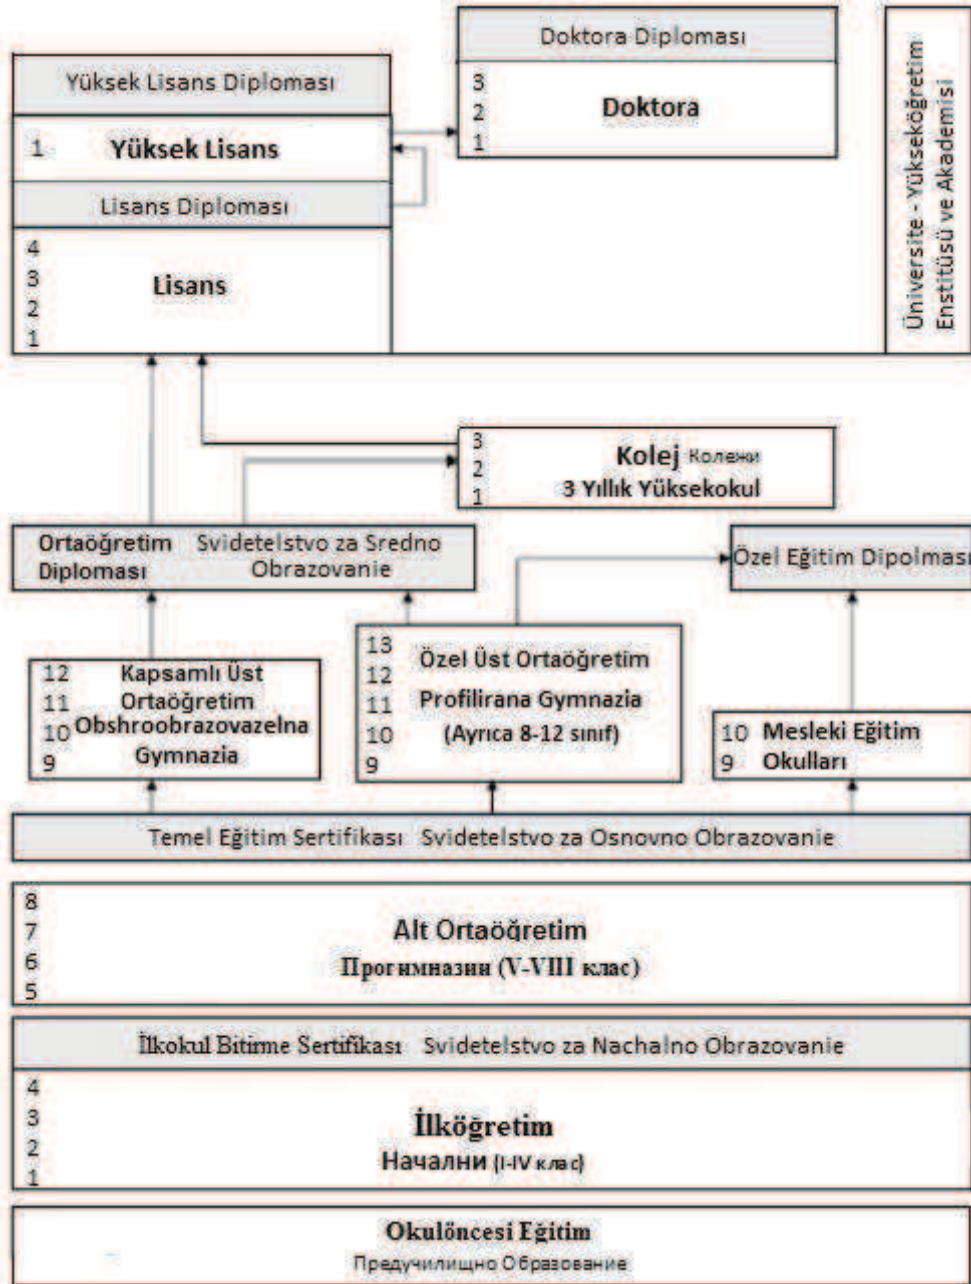 Doktora Diploması
3
2
1
Doktora
Yüksek Lisans Diploması
1 Yüksek Lisans
Lisans Diploması
4
3
2
1
Lisans
Üniversite - Yükseköğretim
Enstitüsü ve Akademisi
3
2
1
Kolej Колежи
3 Yıllık Yüksekokul
Ortaöğretim Svidetelstvo za Sredno
Diploması Obrazovanie
Özel Eğitim Dipolması
12 Kapsamlı Üst
11 Ortaöğretim
10 Obshroobrazovazelna
9 Gymnazia
13
12
11
10
9
Özel Üst Ortaöğretim
Profilirana Gymnazia
(Ayrıca 8-12 sınıf)
10 Mesleki Eğitim
9 Okulları
Temel Eğitim Sertifikası Svidetelstvo za Osnovno Obrazovanie
8
7
6
5
Alt Ortaöğretim
Прогимназии (V-VIII клас)
İlkokul Bitirme Sertifikası Svidetelstvo za Nachalno Obrazovanie
4
3
2
1
İlköğretim
Начални (I-IV клас)
Okulöncesi Eğitim
Предучилищно Образование